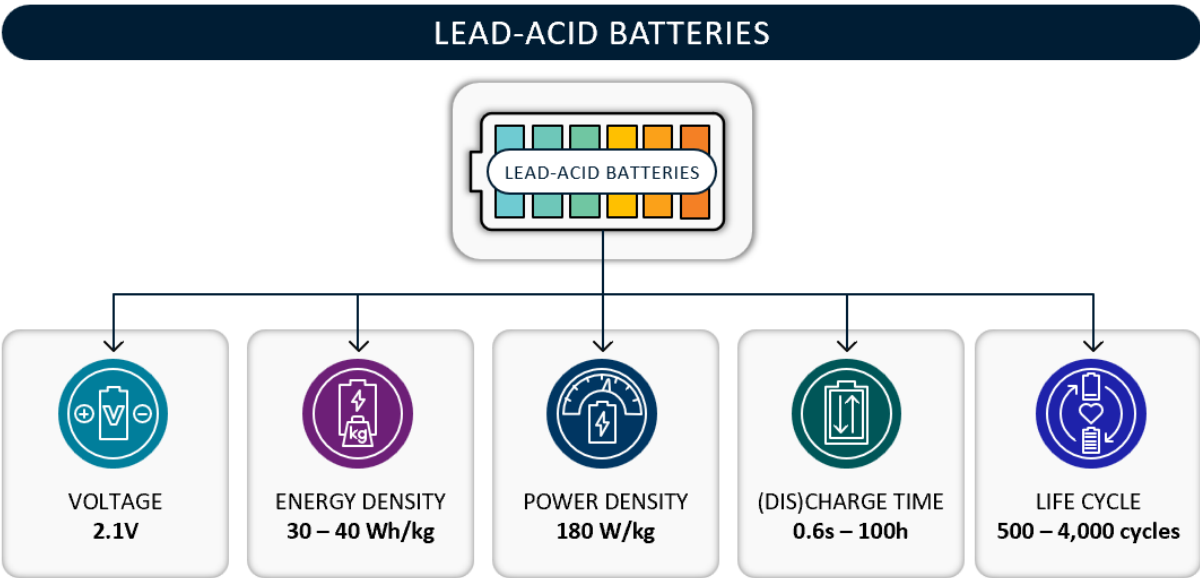 LEAD-ACID BATTERIES
LEAD-ACID BATTERIES
V
kg
VOLTAGE
2.1V
ENERGY DENSITY
30 – 40 Wh/kg
POWER DENSITY
180 W/kg
(DIS)CHARGE TIME
0.6s – 100h
LIFE CYCLE
500 – 4,000 cycles